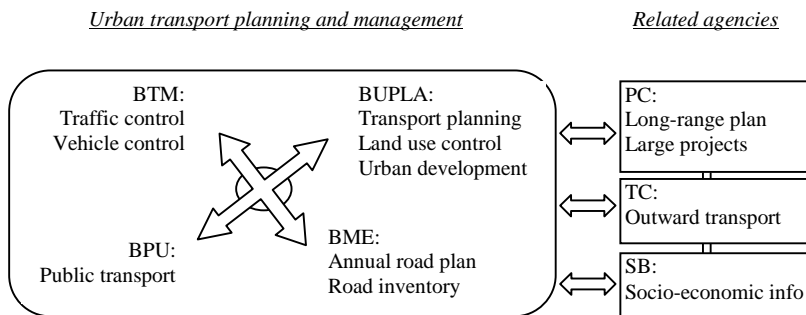 Urban transport planning and management
Related agencies
BTM:
Traffic control
Vehicle control
BUPLA:
Transport planning
Land use control
Urban development
BPU:
Public transport
BME:
Annual road plan
Road inventory
PC:
Long-range plan
Large projects
TC:
Outward transport
SB:
Socio-economic info